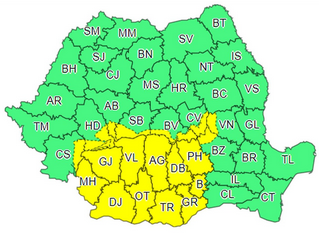 SM
MM
SV
BT
SJ
BN
IS
BH
CJ
NT
MS
HR
BC
VS
AR
AB
TM
HD
SB
BV
CV
VN
GL
CS
GJ
VL
AG
PH
DB
BZ
BR
TL
MH
B
IL
DJ
OT
TR
GR
CL
CT